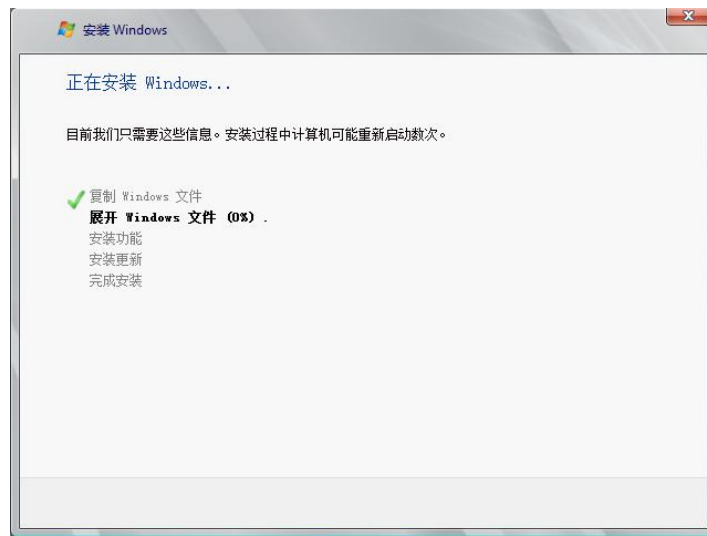 安装 Windows
正在安装 Windows...
目前我们只需要这些信息。安装过程中计算机可能重新启动数次。
复制 Windows 文件
展开 Windows 文件 (0%) .
安装功能
安装更新
完成安装